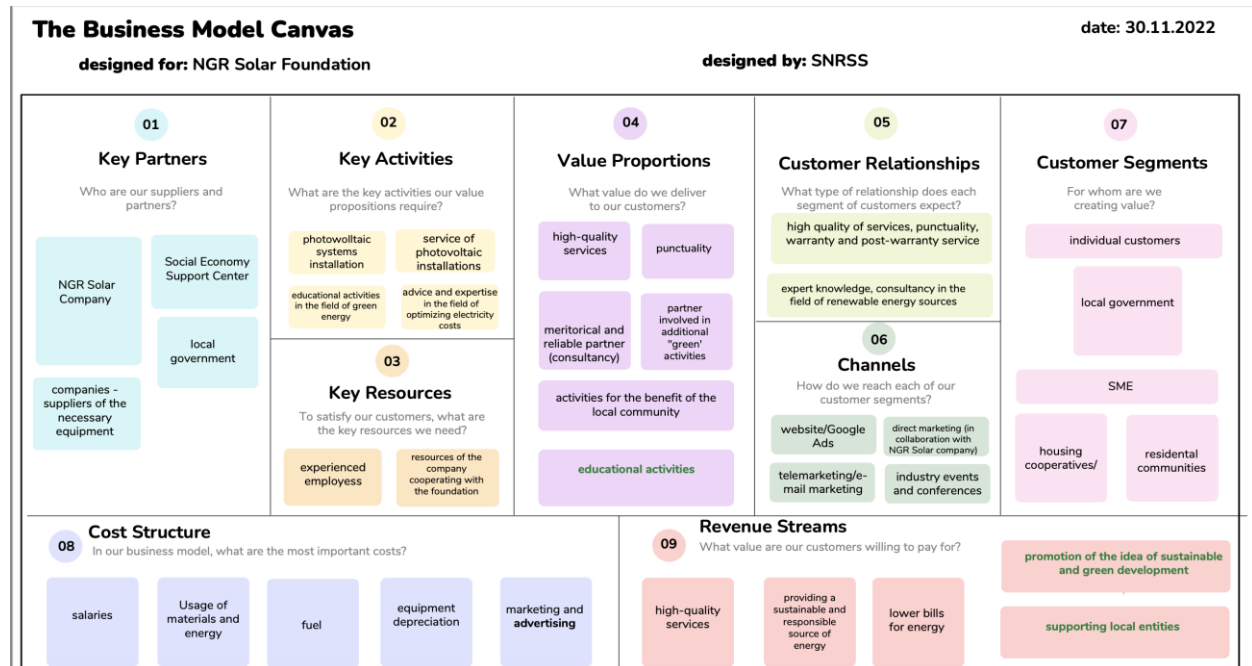 The Business Model Canvas
date: 30.11.2022
designed for: NGR Solar Foundation
designed by: SNRSS
01
Key Partners
Who are our suppliers and
partners?
NGR Solar
Company
Social Economy
Support Center
local
government
companies -
suppliers of the
necessary
equipment
02
Key Activities
What are the key activities our value
propositions require?
photowolltaic
systems
installation
service of
photovoltaic
installations
educational activities
in the field of green
energy
advice and expertise
in the field of
optimizing electricity
costs
03
Key Resources
To satisfy our customers, what are
the key resources we need?
experienced
employess
resources of the
company
cooperating with
the foundation
04
Value Proportions
What value do we deliver
to our customers?
high-quality
services
punctuality
meritorical and
reliable partner
(consultancy)
partner
involved in
additional
"green'
activities
activities for the benefit of the
local community
educational activities
05
Customer Relationships
What type of relationship does each
segment of customers expect?
high quality of services, punctuality,
warranty and post-warranty service
expert knowledge, consultancy in the
field of renewable energy sources
06
Channels
How do we reach each of our
customer segments?
website/Google
Ads
direct marketing (in
collaboration with
NGR Solar company)
telemarketing/e-
mail marketing
industry events
and conferences
07
Customer Segments
For whom are we
creating value?
individual customers
local government
SME
housing
cooperatives/
residental
communities
08
Cost Structure
In our business model, what are the most important costs?
salaries
Usage of
materials and
energy
fuel
equipment
depreciation
marketing and
advertising
09
Revenue Streams
What value are our customers willing to pay for?
high-quality
services
providing a
sustainable and
responsible
source of
energy
lower bills
for energy
promotion of the idea of sustainable
and green development
supporting local entities